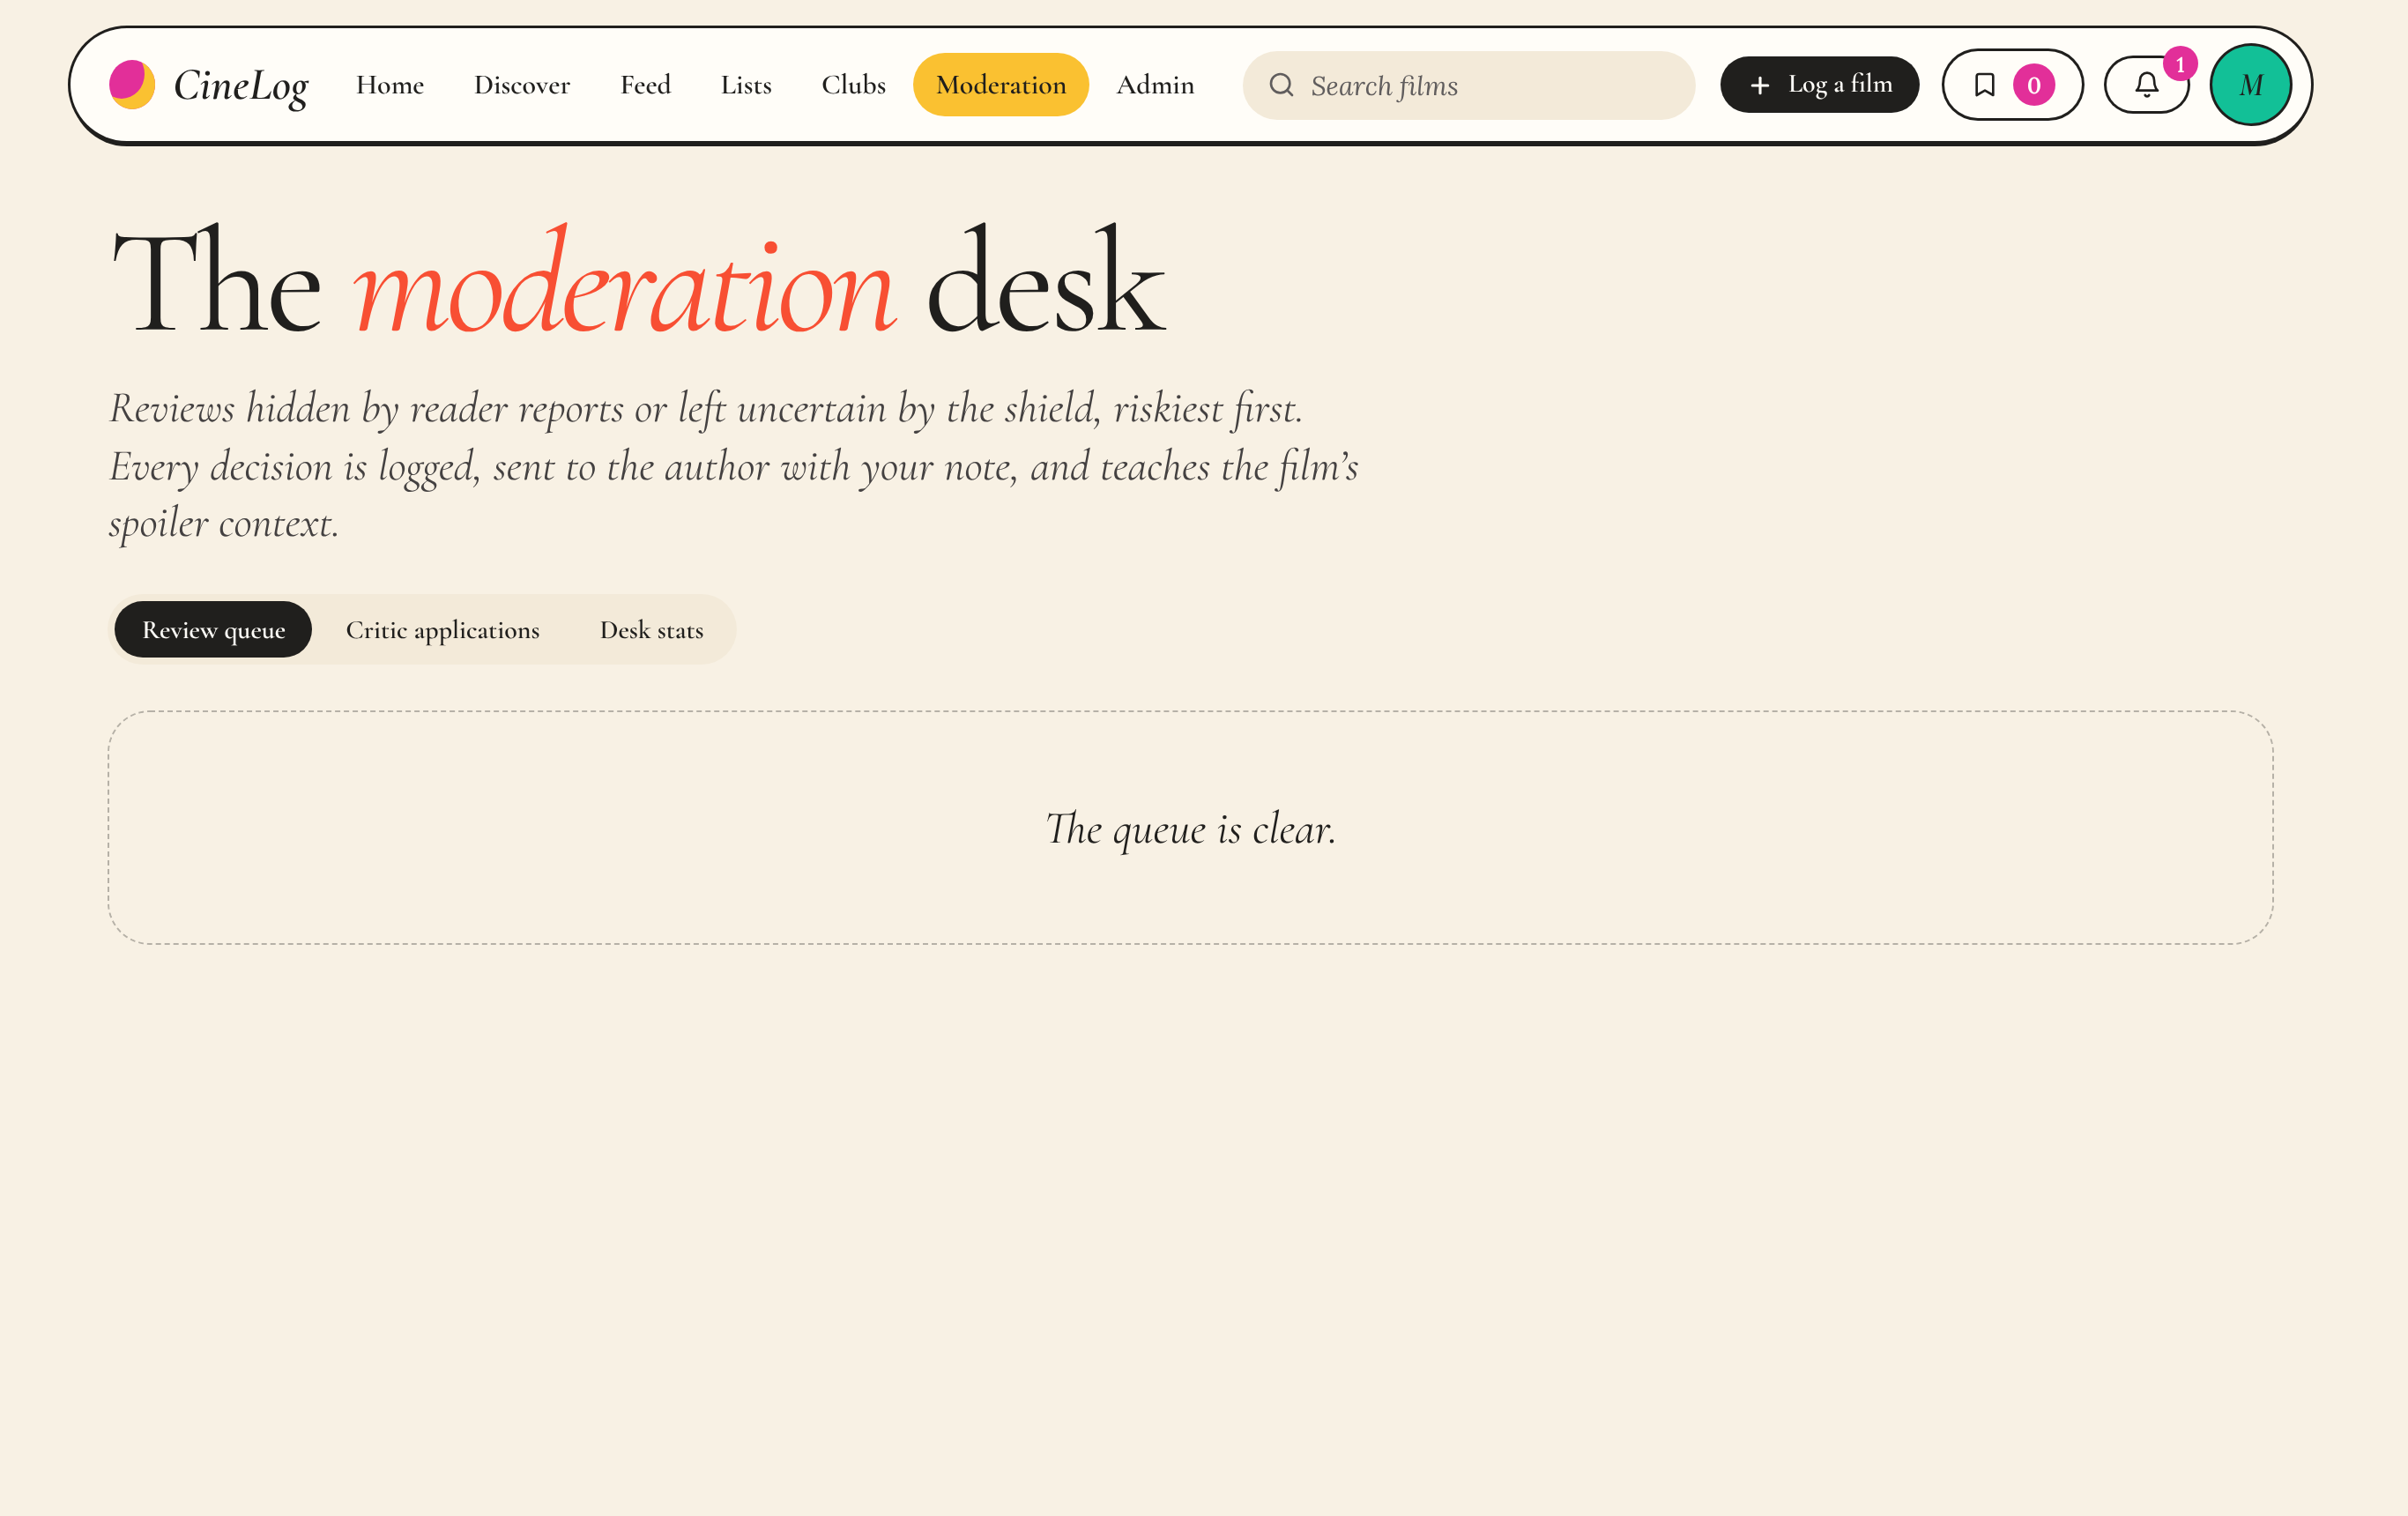 CineLog
Home
Discover
Feed
Lists
Clubs
Moderation
Admin
Search films
Log a film
0
1
M
The moderation desk
Reviews hidden by reader reports or left uncertain by the shield, riskiest first.
Every decision is logged, sent to the author with your note, and teaches the film’s
spoiler context.
Review queue
Critic applications
Desk stats
The queue is clear.